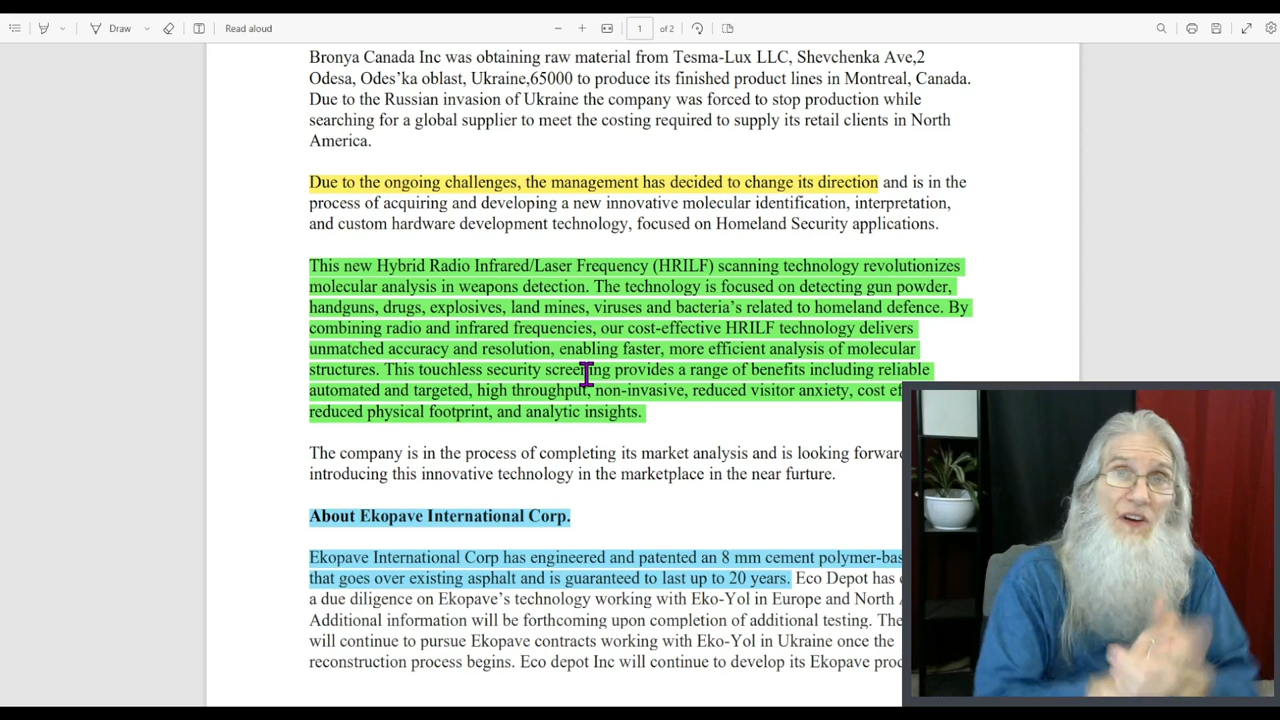 Draw
Read aloud
1
of 2
Bronya Canada Inc was obtaining raw material from Tesma-Lux LLC, Shevchenka Ave,2
Odesa, Odes’ka oblast, Ukraine,65000 to produce its finished product lines in Montreal, Canada.
Due to the Russian invasion of Ukraine the company was forced to stop production while
searching for a global supplier to meet the costing required to supply its retail clients in North
America.
Due to the ongoing challenges, the management has decided to change its direction and is in the
process of acquiring and developing a new innovative molecular identification, interpretation,
and custom hardware development technology, focused on Homeland Security applications.
This new Hybrid Radio Infrared/Laser Frequency (HRILF) scanning technology revolutionizes
molecular analysis in weapons detection. The technology is focused on detecting gun powder,
handguns, drugs, explosives, land mines, viruses and bacteria’s related to homeland defence. By
combining radio and infrared frequencies, our cost-effective HRILF technology delivers
unmatched accuracy and resolution, enabling faster, more efficient analysis of molecular
structures. This touchless security screening provides a range of benefits including reliable
automated and targeted, high throughput, non-invasive, reduced visitor anxiety, cost
reduced physical footprint, and analytic insights.
The company is in the process of completing its market analysis and is looking
introducing this innovative technology in the marketplace in the near furture.
About Ekopave International Corp.
Ekopave International Corp has engineered and patented an 8 mm cement
that goes over existing asphalt and is guaranteed to last up to 20 years. Eco Depot has
a due diligence on Ekopave’s technology working with Eko-Yol in Europe and North
Additional information will be forthcoming upon completion of additional testing. The
will continue to pursue Ekopave contracts working with Eko-Yol in Ukraine once the
reconstruction process begins. Eco depot Inc will continue to develop its Ekopave